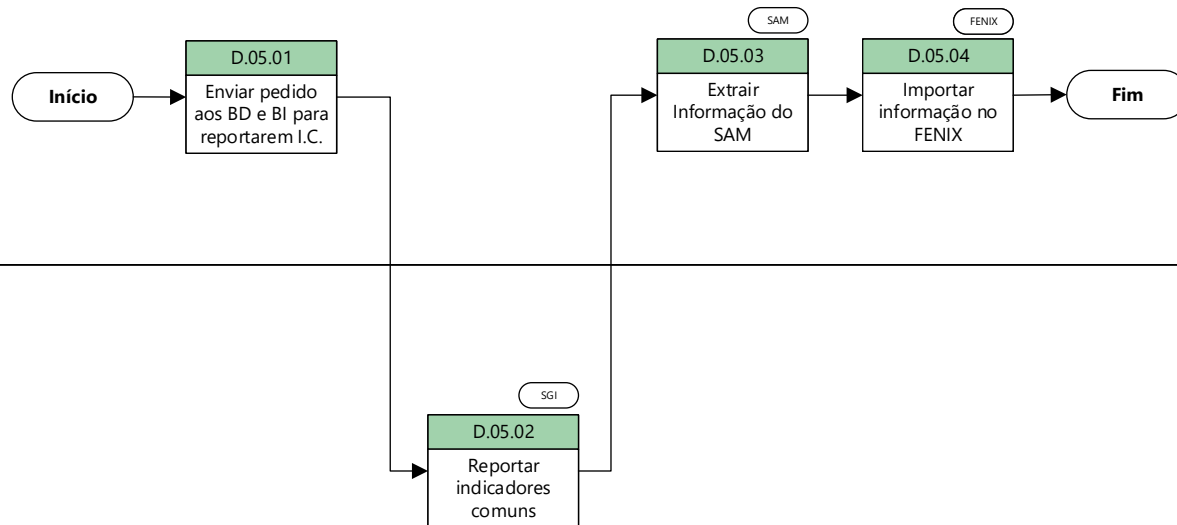 SAM
FENIX
D.05.01
Início
Enviar pedido
aos BD e BI para
reportarem I.C.
D.05.03
Extrair
Informação do
SAM
D.05.04
Importar
informação no
FENIX
Fim
SGI
D.05.02
Reportar
indicadores
comuns